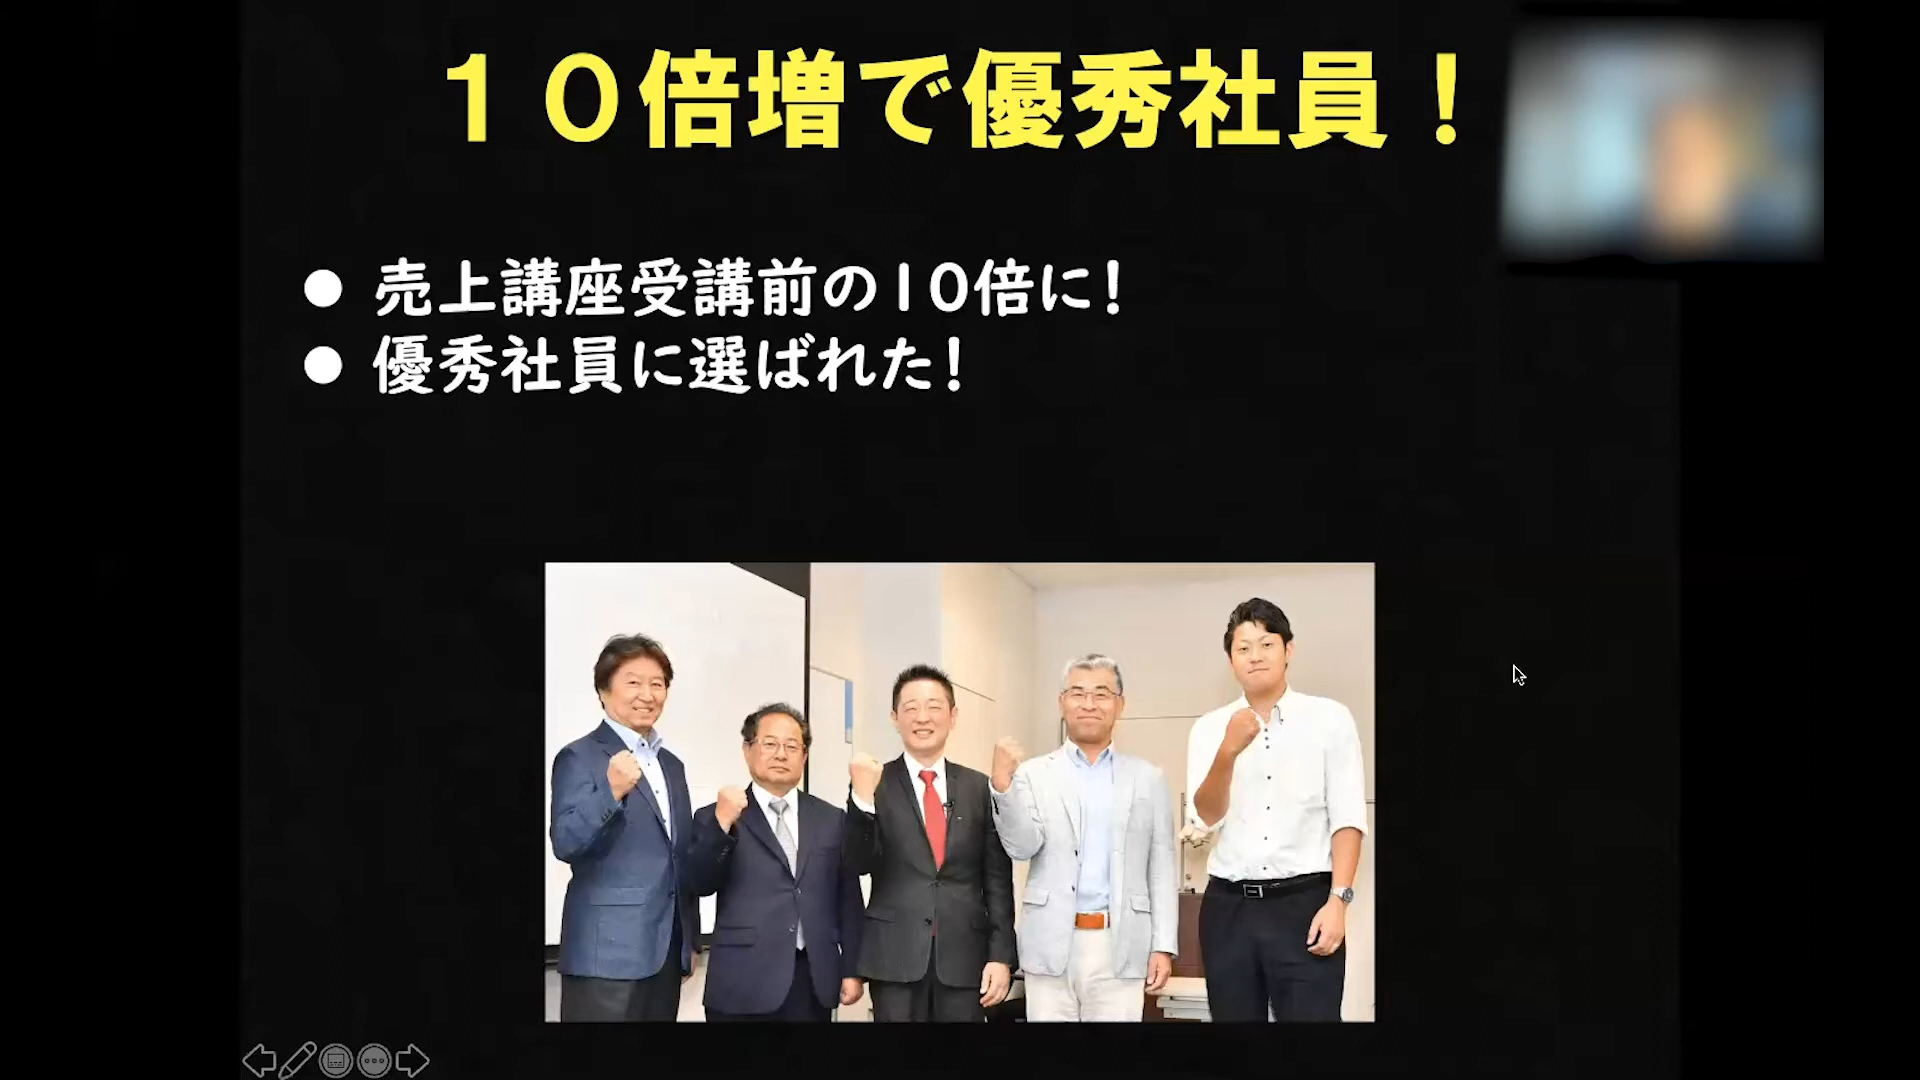 １０倍増で優秀社員！
● 売上講座受講前の10倍に！
● 優秀社員に選ばれた！